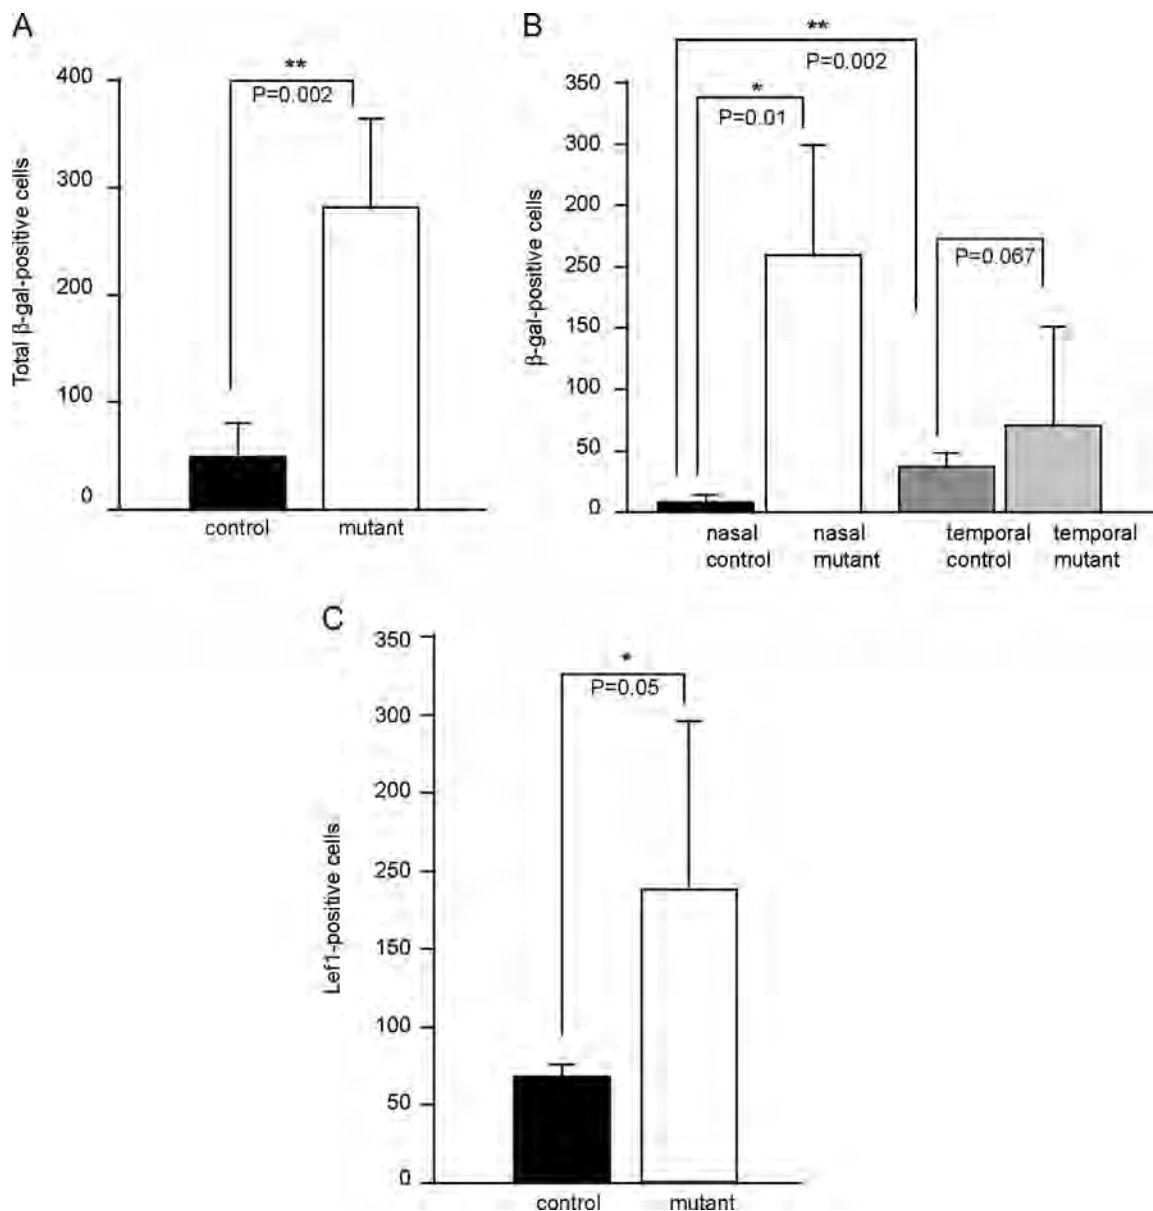 A
Total β-gal-positive cells
400
300
200
100
0
**
P=0.002
control
mutant
B
β-gal-positive cells
350
300
200
250
150
100
50
0
**
P=0.002
*
P=0.01
P=0.067
nasal
control
nasal
mutant
temporal
control
temporal
mutant
C
Lef1-positive cells
350
300
200
250
150
100
50
0
*
P=0.05
control
mutant